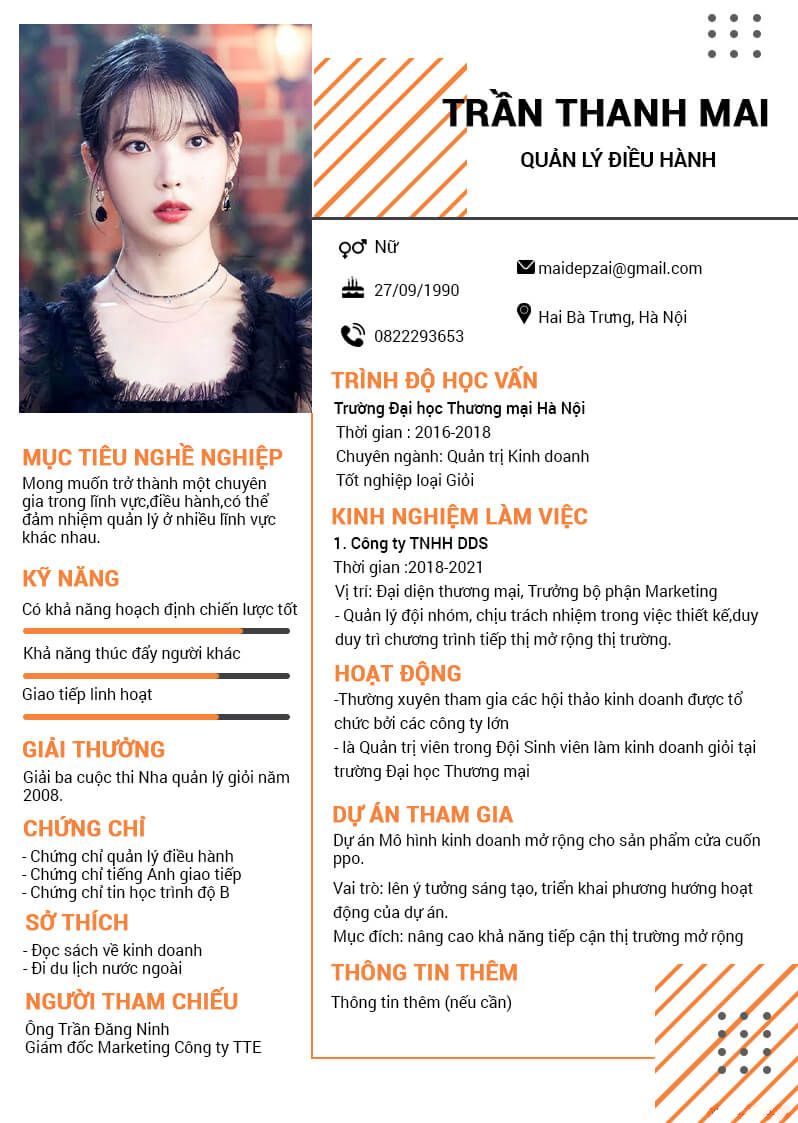 TRẦN THANH MAI
QUẢN LÝ ĐIỀU HÀNH
Nữ
27/09/1990
0822293653
maidepzai@gmail.com
Hai Bà Trưng, Hà Nội
MỤC TIÊU NGHỀ NGHIỆP
Mong muốn trở thành một chuyên
gia trong lĩnh vực,điều hành,có thể
đảm nhiệm quản lý ở nhiều lĩnh vực
khác nhau.
KỸ NĂNG
Có khả năng hoạch định chiến lược tốt
Khả năng thúc đẩy người khác
Giao tiếp linh hoạt
GIẢI THƯỞNG
Giải ba cuộc thi Nha quản lý giỏi năm
2008.
CHỨNG CHỈ
- Chứng chỉ quản lý điều hành
- Chứng chỉ tiếng Anh giao tiếp
- Chứng chỉ tin học trình độ B
SỞ THÍCH
- Đọc sách về kinh doanh
- Đi du lịch nước ngoài
NGƯỜI THAM CHIẾU
Ông Trần Đăng Ninh
Giám đốc Marketing Công ty TTE
TRÌNH ĐỘ HỌC VẤN
Trường Đại học Thương mại Hà Nội
Thời gian : 2016-2018
Chuyên ngành: Quản trị Kinh doanh
Tốt nghiệp loại Giỏi
KINH NGHIỆM LÀM VIỆC
1. Công ty TNHH DDS
Thời gian :2018-2021
Vị trí: Đại diện thương mại, Trưởng bộ phận Marketing
- Quản lý đội nhóm, chịu trách nhiệm trong việc thiết kế,duy
duy trì chương trình tiếp thị mở rộng thị trường.
HOẠT ĐỘNG
-Thường xuyên tham gia các hội thảo kinh doanh được tổ
chức bởi các công ty lớn
- là Quản trị viên trong Đội Sinh viên làm kinh doanh giỏi tại
trường Đại học Thương mại
DỰ ÁN THAM GIA
Dự án Mô hình kinh doanh mở rộng cho sản phẩm cửa cuốn
ppo.
Vai trò: lên ý tưởng sáng tạo, triển khai phương hướng hoạt
động của dự án.
Mục đích: nâng cao khả năng tiếp cận thị trường mở rộng
THÔNG TIN THÊM
Thông tin thêm (nếu cần)